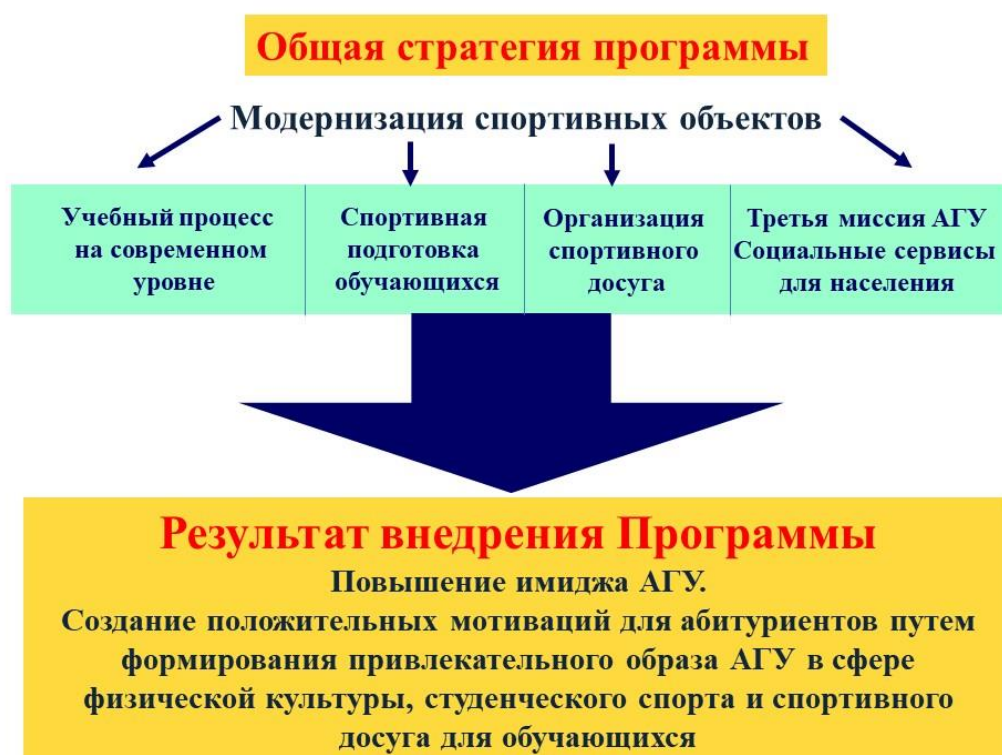 Общая стратегия программы
Модернизация спортивных объектов
Учебный процесс
на современном
уровне
Спортивная
подготовка
обучающихся
Организация
спортивного
досуга
Третья миссия АГУ
Социальные сервисы
для населения
Результат внедрения Программы
Повышение имиджа АГУ.
Создание положительных мотиваций для абитуриентов путем
формирования привлекательного образа АГУ в сфере
физической культуры, студенческого спорта и спортивного
досуга для обучающихся